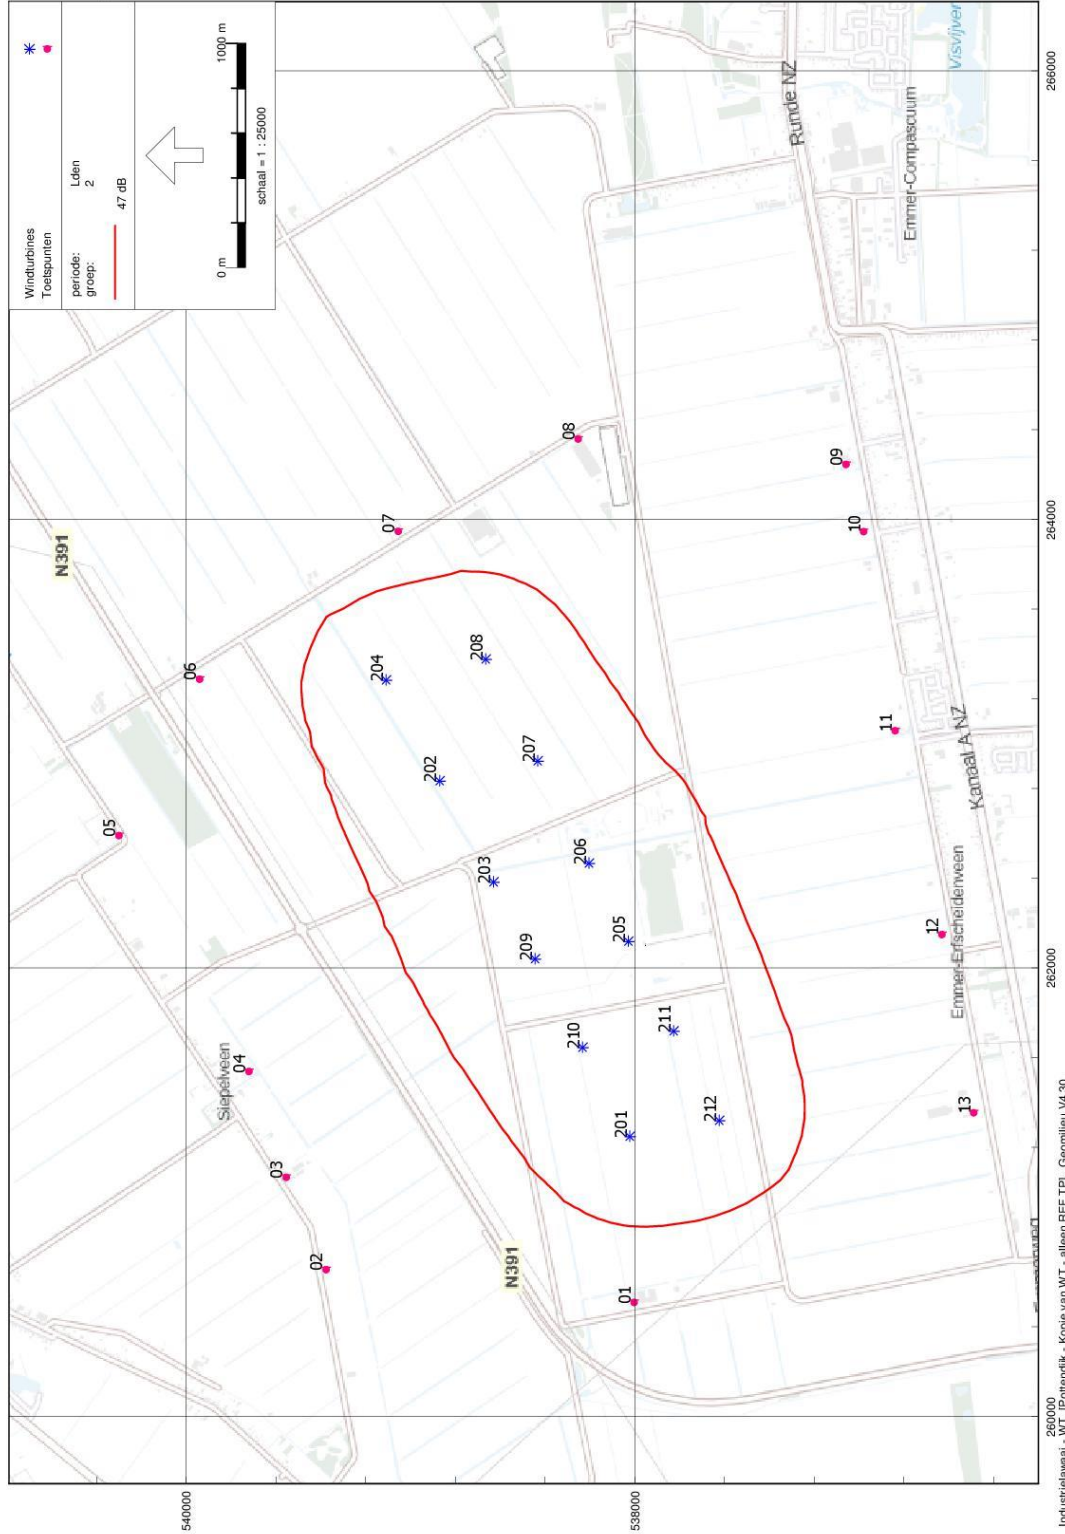 Windturbines
Toetspunten
periode: Lden
groep: 2
47 dB
0 m 1000 m
schaal = 1 : 25000
N391
N391
Siepelveen
Runde NZ
Emmer-Compascuum
Visvijver
Kanaal A NZ
Emmer-Erfscheidenveen
01
02
03
04
05
06
07
08
09
10
11
12
13
201
202
203
204
205
206
207
208
209
210
211
212
540000
538000
260000
262000
264000
266000